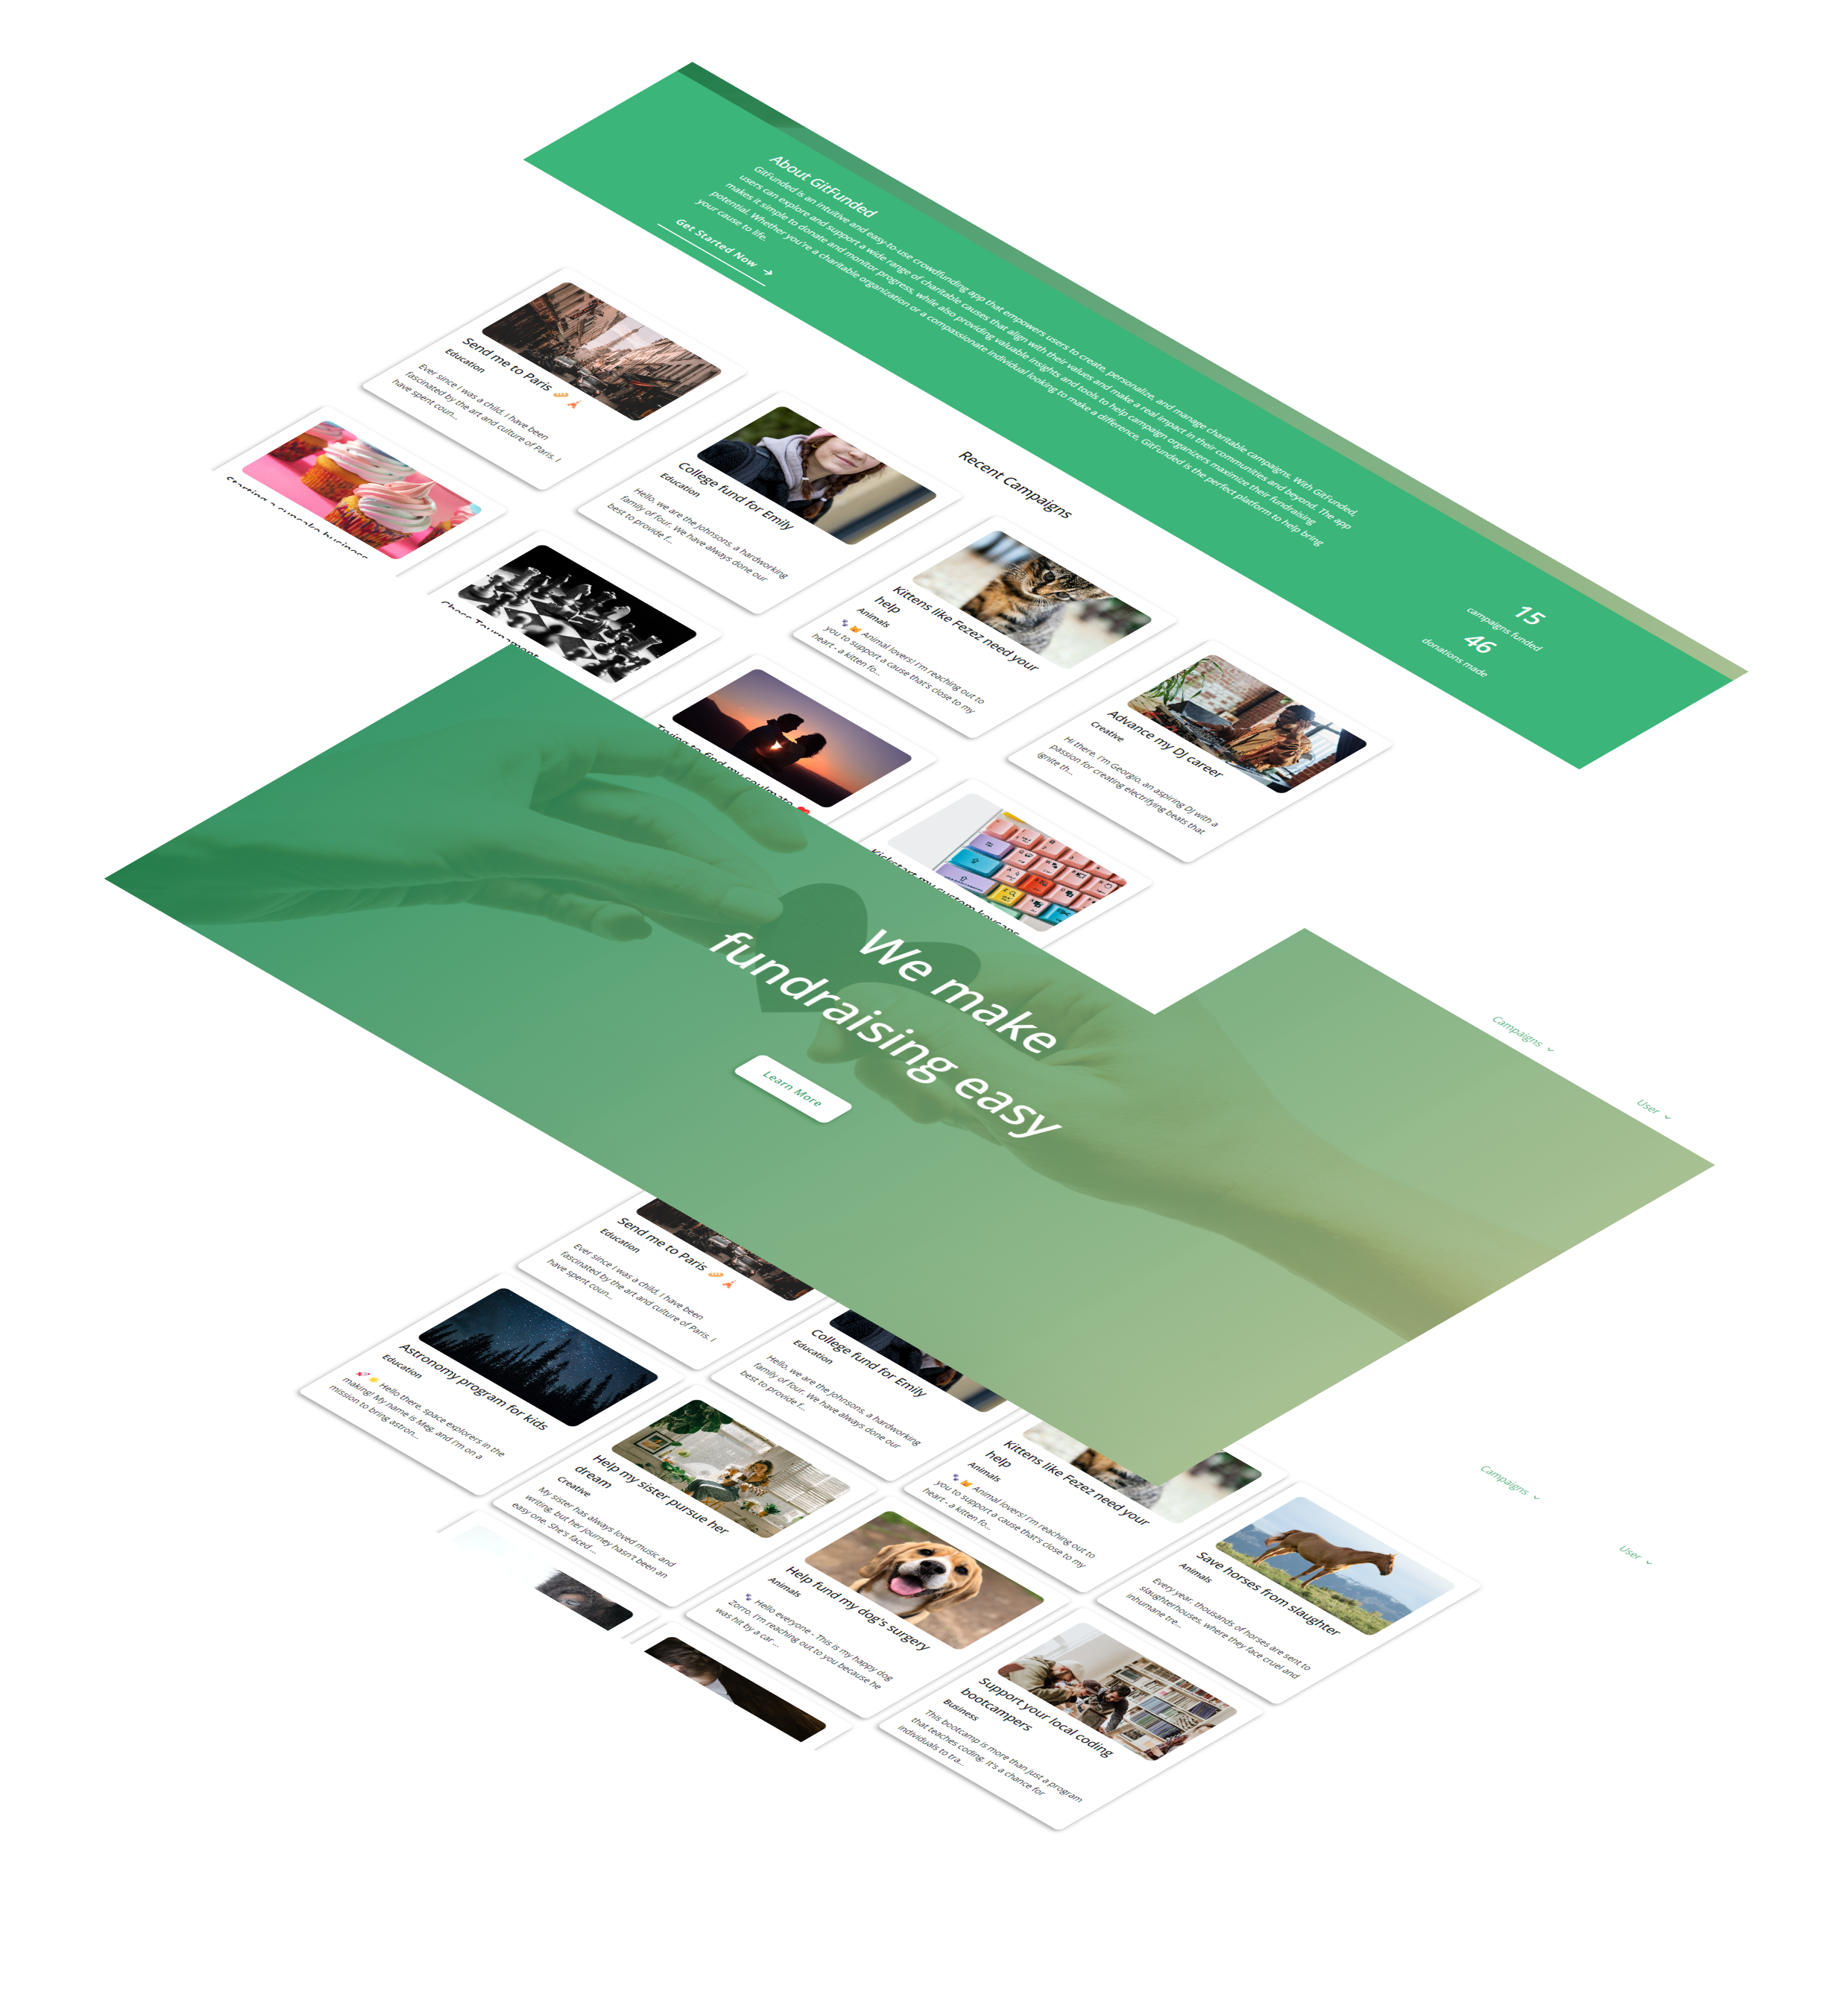 About GitFunded
GitFunded is an intuitive and easy-to-use crowdfunding app that empowers users to create, personalize, and manage charitable campaigns. With GitFunded,
users can explore and support a wide range of charitable causes that align with their values and make a real impact in their communities and beyond. The app
makes it simple to donate and monitor progress, while also providing valuable insights and tools to help campaign organizers maximize their fundraising
potential. Whether you're a charitable organization or a compassionate individual looking to make a difference, GitFunded is the perfect platform to help bring
your cause to life.
Get Started Now →
15
campaigns funded
46
donations made
Recent Campaigns
Send me to Paris 🥖 🗼
Education
Ever since I was a child, I have been
fascinated by the art and culture of Paris. I
have spent coun...
College fund for Emily
Education
Hello, we are the Johnsons, a hardworking
family of four. We have always done our
best to provide f...
Kittens like Fezez need your
help
Animals
🐾 🐱 Animal lovers! I'm reaching out to
you to support a cause that's close to my
heart - a kitten fo...
Advance my DJ career
Creative
Hi there, I'm Georgio, an aspiring DJ with a
passion for creating electrifying beats that
ignite th...
Starting a cupcake business
Chess Tournament
Trying to find my soulmate ❤️
Kickstart my custom keycaps
Campaigns
User
We make
fundraising easy
Learn More
Campaigns
User
Send me to Paris 🥖 🗼
Education
Ever since I was a child, I have been
fascinated by the art and culture of Paris. I
have spent coun...
College fund for Emily
Education
Hello, we are the Johnsons, a hardworking
family of four. We have always done our
best to provide f...
Kittens like Fezez need your
help
Animals
🐾 🐱 Animal lovers! I'm reaching out to
you to support a cause that's close to my
heart - a kitten fo...
Save horses from slaughter
Animals
Every year, thousands of horses are sent to
slaughterhouses, where they face cruel and
inhumane tre...
Astronomy program for kids
Education
🚀 🌟 Hello there, space explorers in the
making! My name is Meg, and I'm on a
mission to bring astron...
Help my sister pursue her
dream
Creative
My sister has always loved music and
writing, but her journey hasn't been an
easy one. She's faced ...
Help fund my dog's surgery
Animals
🐾 Hello everyone - This is my happy dog
Zorro. I'm reaching out to you because he
was hit by a car ...
Support your local coding
bootcampers
Business
This bootcamp is more than just a program
that teaches coding. It's a chance for
individuals to tra...